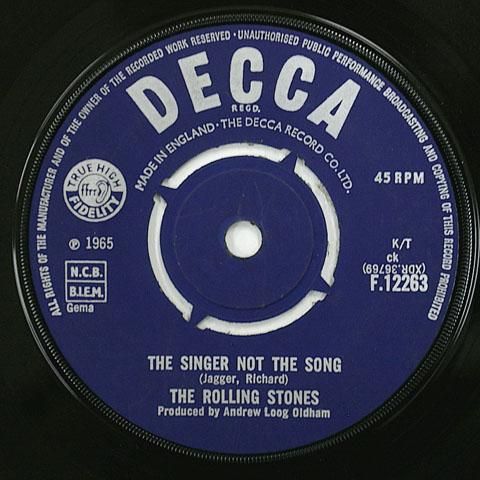 ALL RIGHTS OF THE MANUFACTURER AND OF THE OWNER OF THE RECORDED WORK RESERVED · UNAUTHORISED PUBLIC PERFORMANCE BROADCASTING AND COPYING OF THIS RECORD PROHIBITED
DECCA
REGD.
MADE IN ENGLAND · THE DECCA RECORD CO. LTD.
TRUE HIGH
ffrr
FIDELITY
45 RPM
℗ 1965
K/T
ck
(XDR.36769)
F.12263
N.C.B.
B.I.E.M.
Gema
THE SINGER NOT THE SONG
(Jagger, Richard)
THE ROLLING STONES
Produced by Andrew Loog Oldham